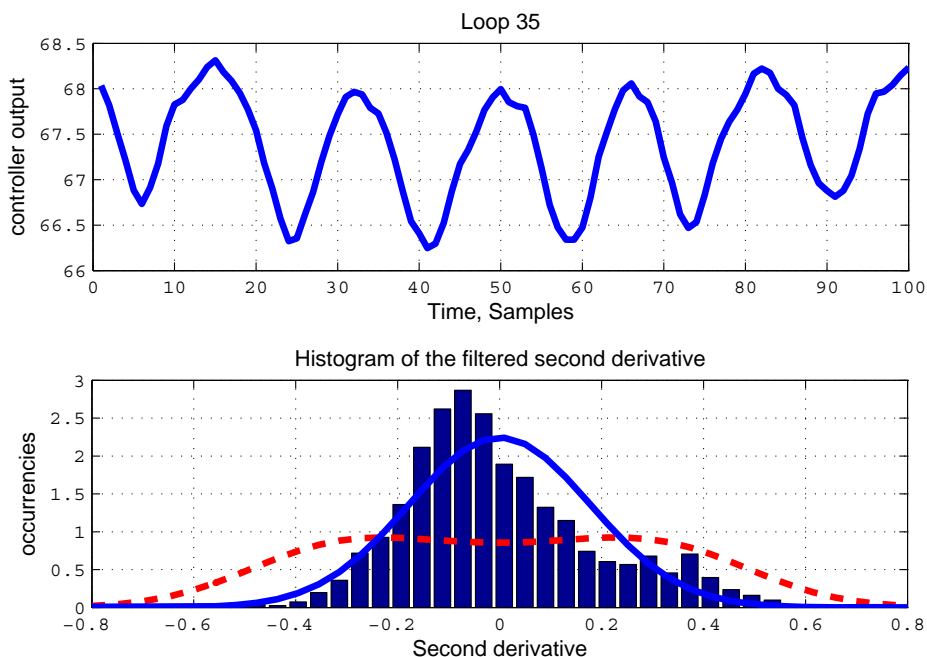 Loop 35
68.5
68
67.5
67
66.5
66
controller output
0 10 20 30 40 50 60 70 80 90 100
Time, Samples
Histogram of the filtered second derivative
3
2.5
2
1.5
1
0.5
0
occurrencies
-0.8 -0.6 -0.4 -0.2 0 0.2 0.4 0.6 0.8
Second derivative